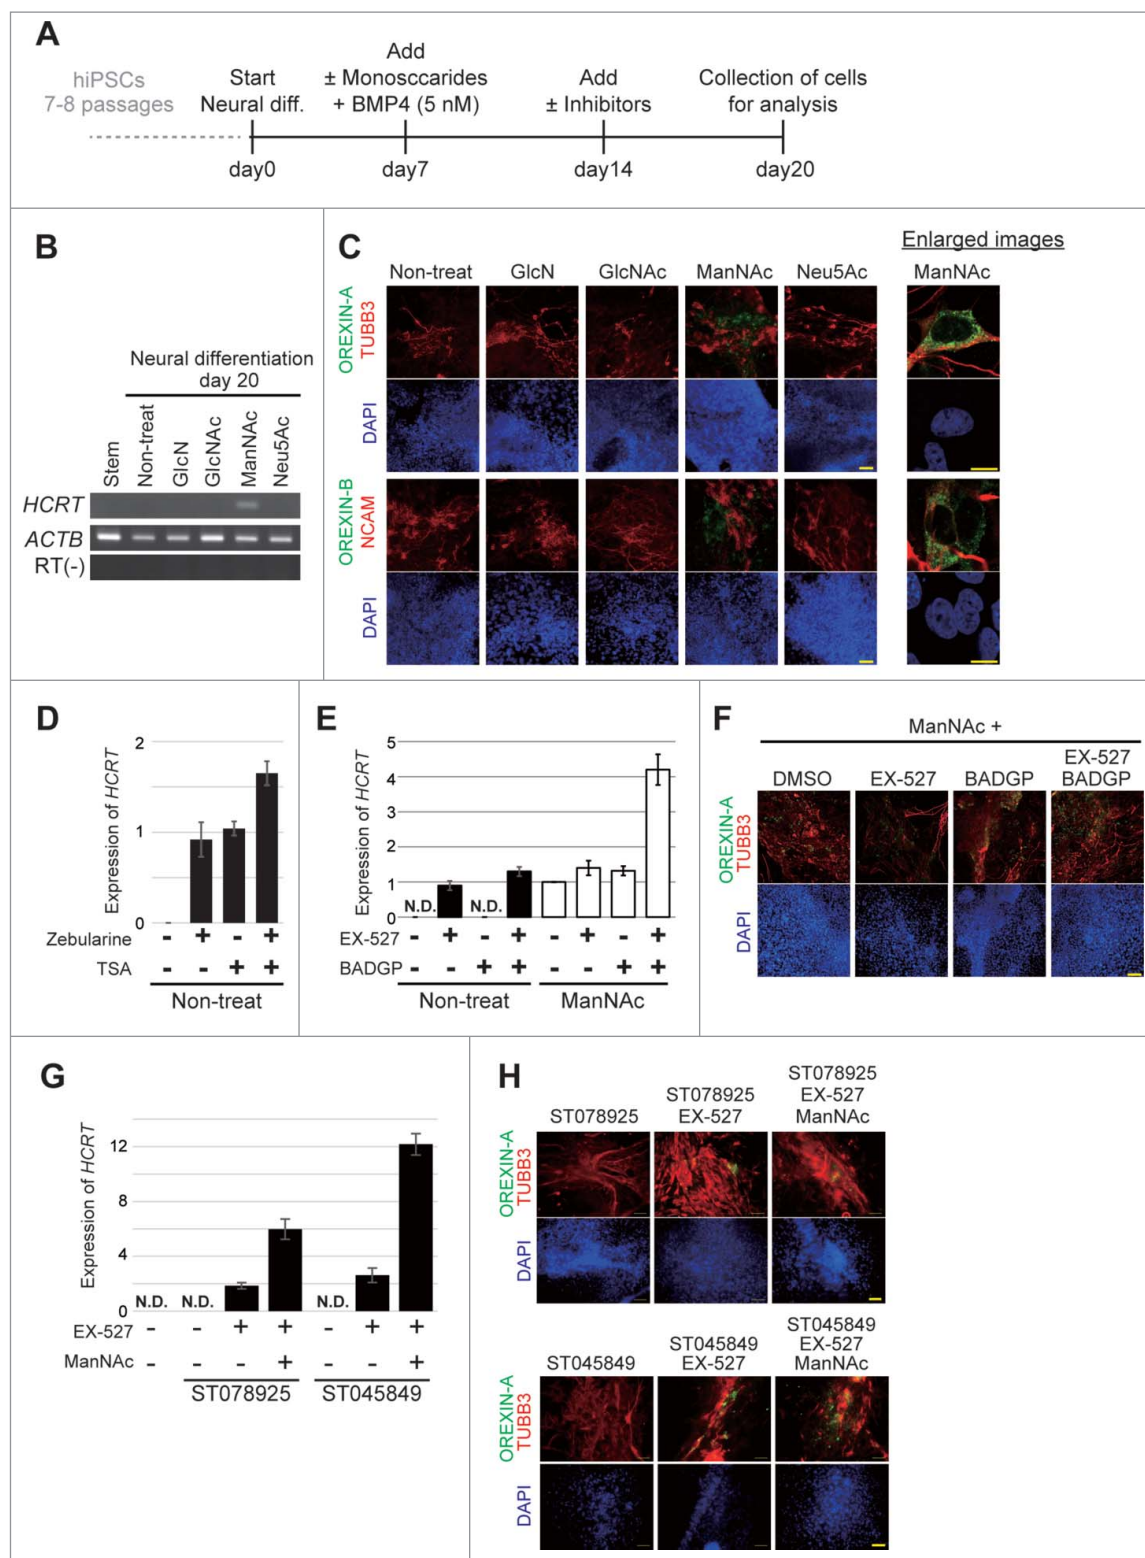 A
hiPSCs
7-8 passages
Start
Neural diff.
Add
± Monosccarides
+ BMP4 (5 nM)
Add
± Inhibitors
Collection of cells
for analysis
day0
day7
day14
day20
B
Neural differentiation
day 20
Stem
Non-treat
GlcN
GlcNAc
ManNAc
Neu5Ac
HCRT
ACTB
RT(-)
C
Enlarged images
Non-treat
GlcN
GlcNAc
ManNAc
Neu5Ac
ManNAc
OREXIN-A
TUBB3
DAPI
OREXIN-B
NCAM
DAPI
D
Expression of HCRT
2
1
0
Zebularine - + - +
TSA - - + +
Non-treat
E
Expression of HCRT
5
4
3
2
1
0
N.D.
N.D.
EX-527 - + - + - + - +
BADGP - - + + - - + +
Non-treat
ManNAc
F
ManNAc +
DMSO
EX-527
BADGP
EX-527
BADGP
OREXIN-A
TUBB3
DAPI
G
Expression of HCRT
12
8
4
0
N.D.
N.D.
N.D.
EX-527 - - + + - + +
ManNAc - - - + - - +
ST078925
ST045849
H
ST078925
ST078925
EX-527
ST078925
EX-527
ManNAc
OREXIN-A
TUBB3
DAPI
ST045849
ST045849
EX-527
ST045849
EX-527
ManNAc
OREXIN-A
TUBB3
DAPI